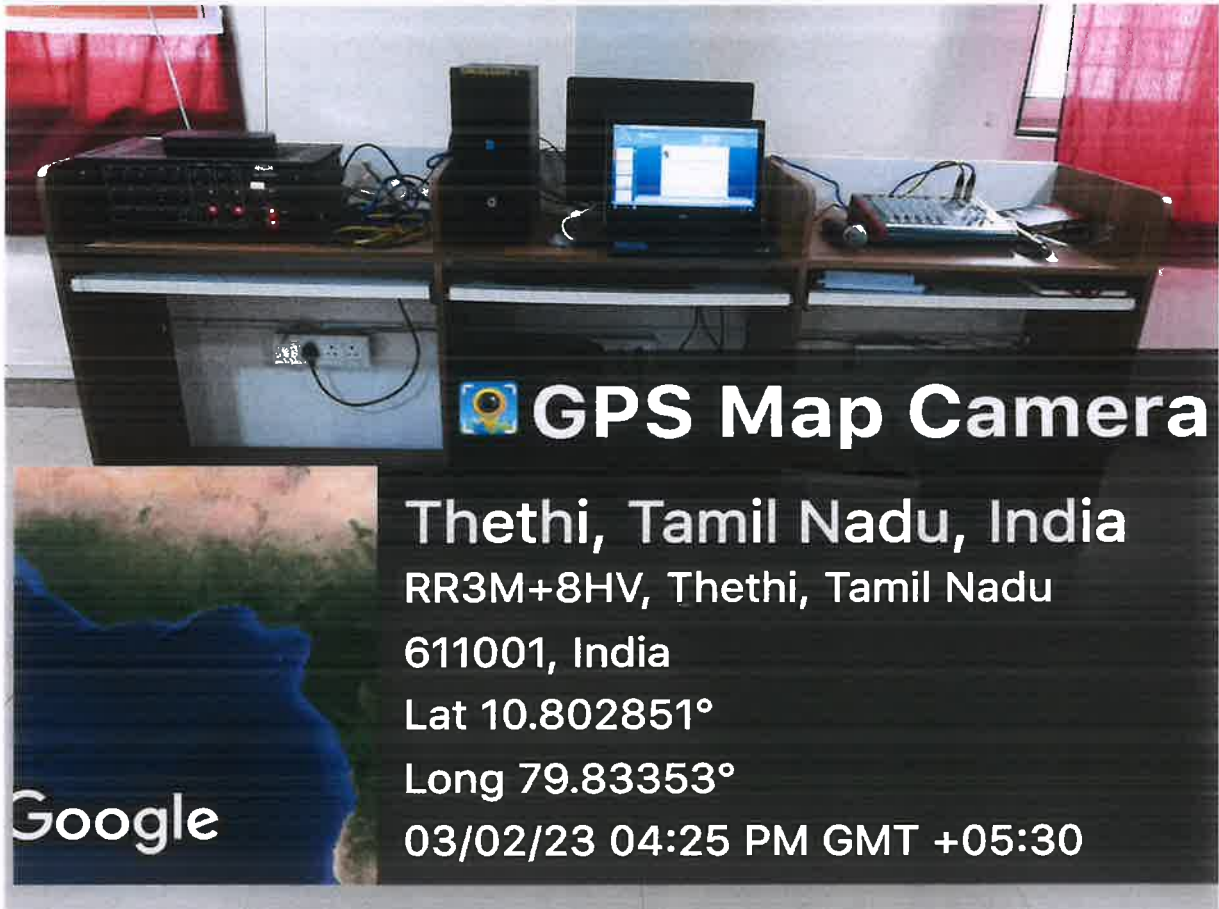 GPS Map Camera
Thethi, Tamil Nadu, India
RR3M+8HV, Thethi, Tamil Nadu
611001, India
Lat 10.802851°
Long 79.83353°
03/02/23 04:25 PM GMT +05:30
Google